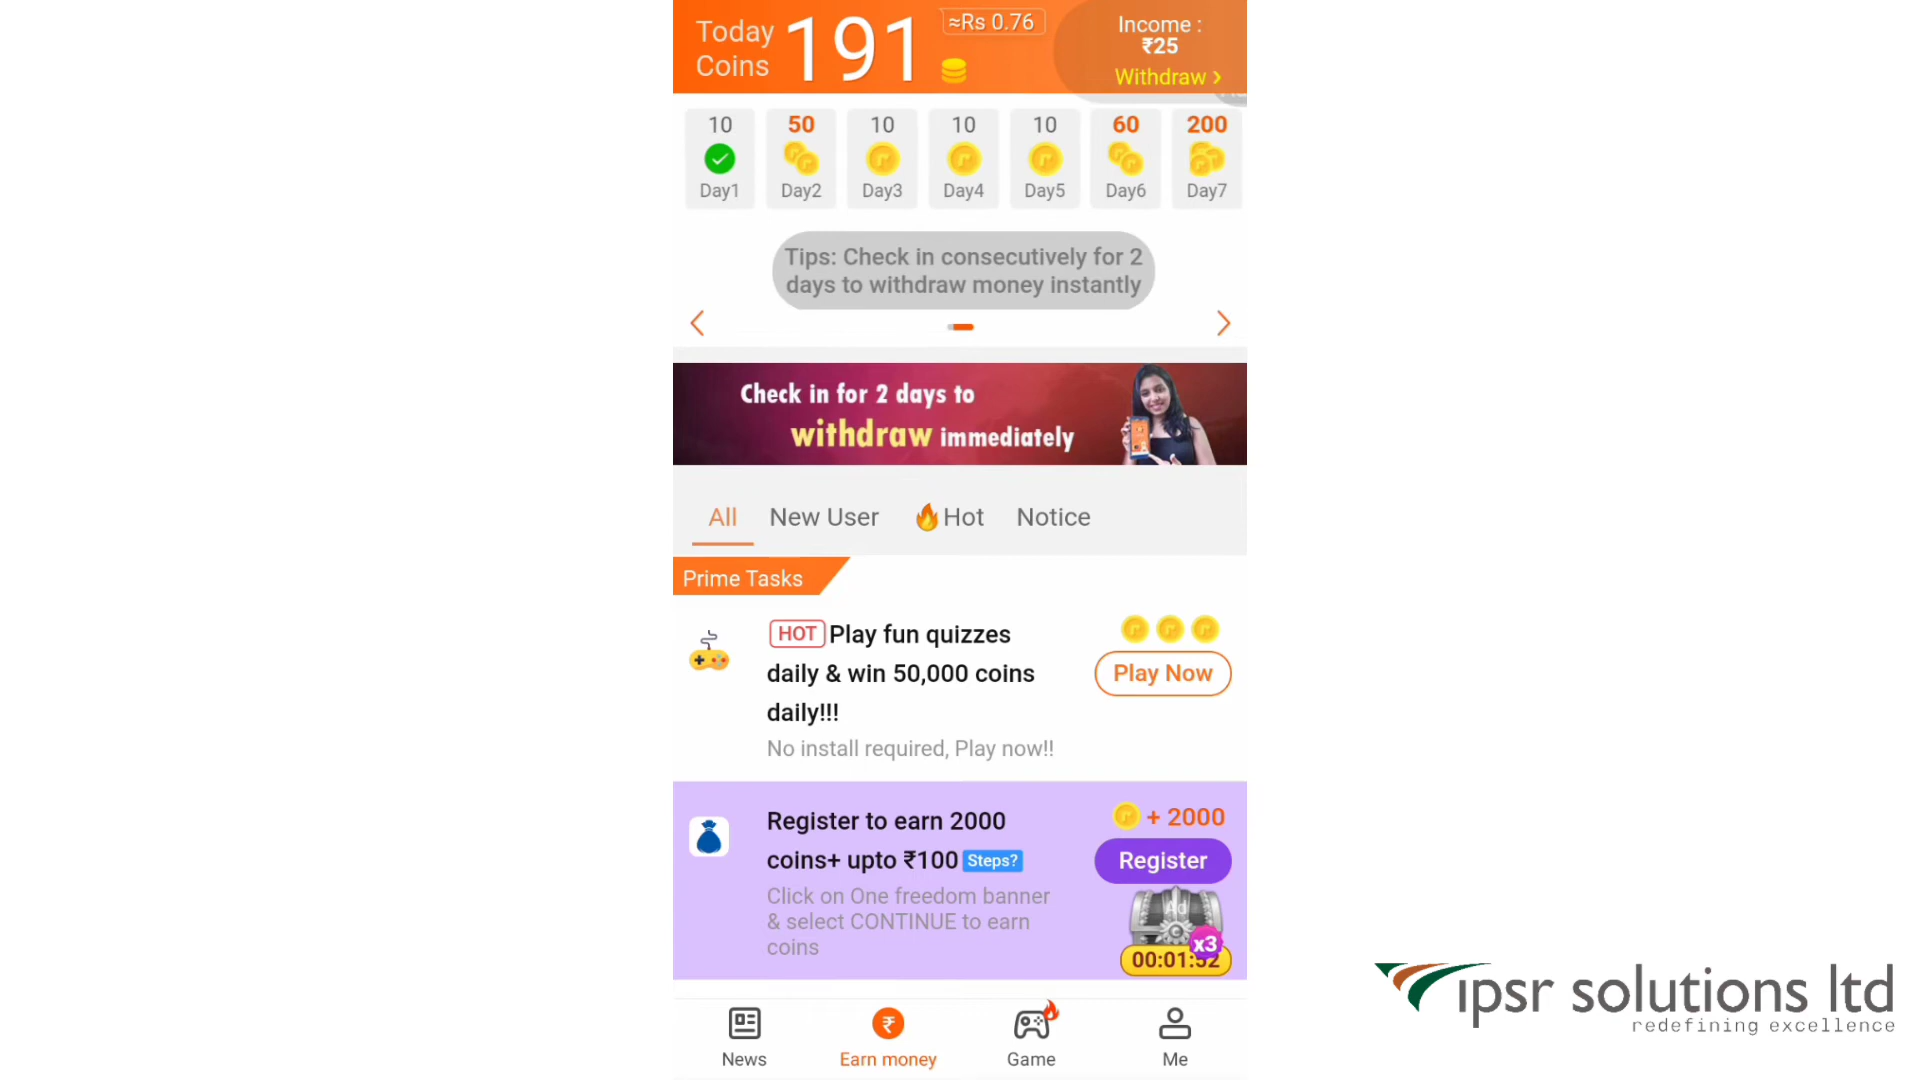 Today
Coins
191
≈Rs 0.76
Income :
₹25
Withdraw ›
10
50
10
10
10
60
200
Day1
Day2
Day3
Day4
Day5
Day6
Day7
Tips: Check in consecutively for 2
days to withdraw money instantly
Check in for 2 days to
withdraw immediately
All
New User
Hot
Notice
Prime Tasks
HOT Play fun quizzes
daily & win 50,000 coins
daily!!!
Play Now
No install required, Play now!!
Register to earn 2000
coins+ upto ₹100 Steps?
+ 2000
Register
Click on One freedom banner
& select CONTINUE to earn
coins
Ad
x3
00:01:52
News
Earn money
Game
Me
ipsr solutions ltd
redefining excellence